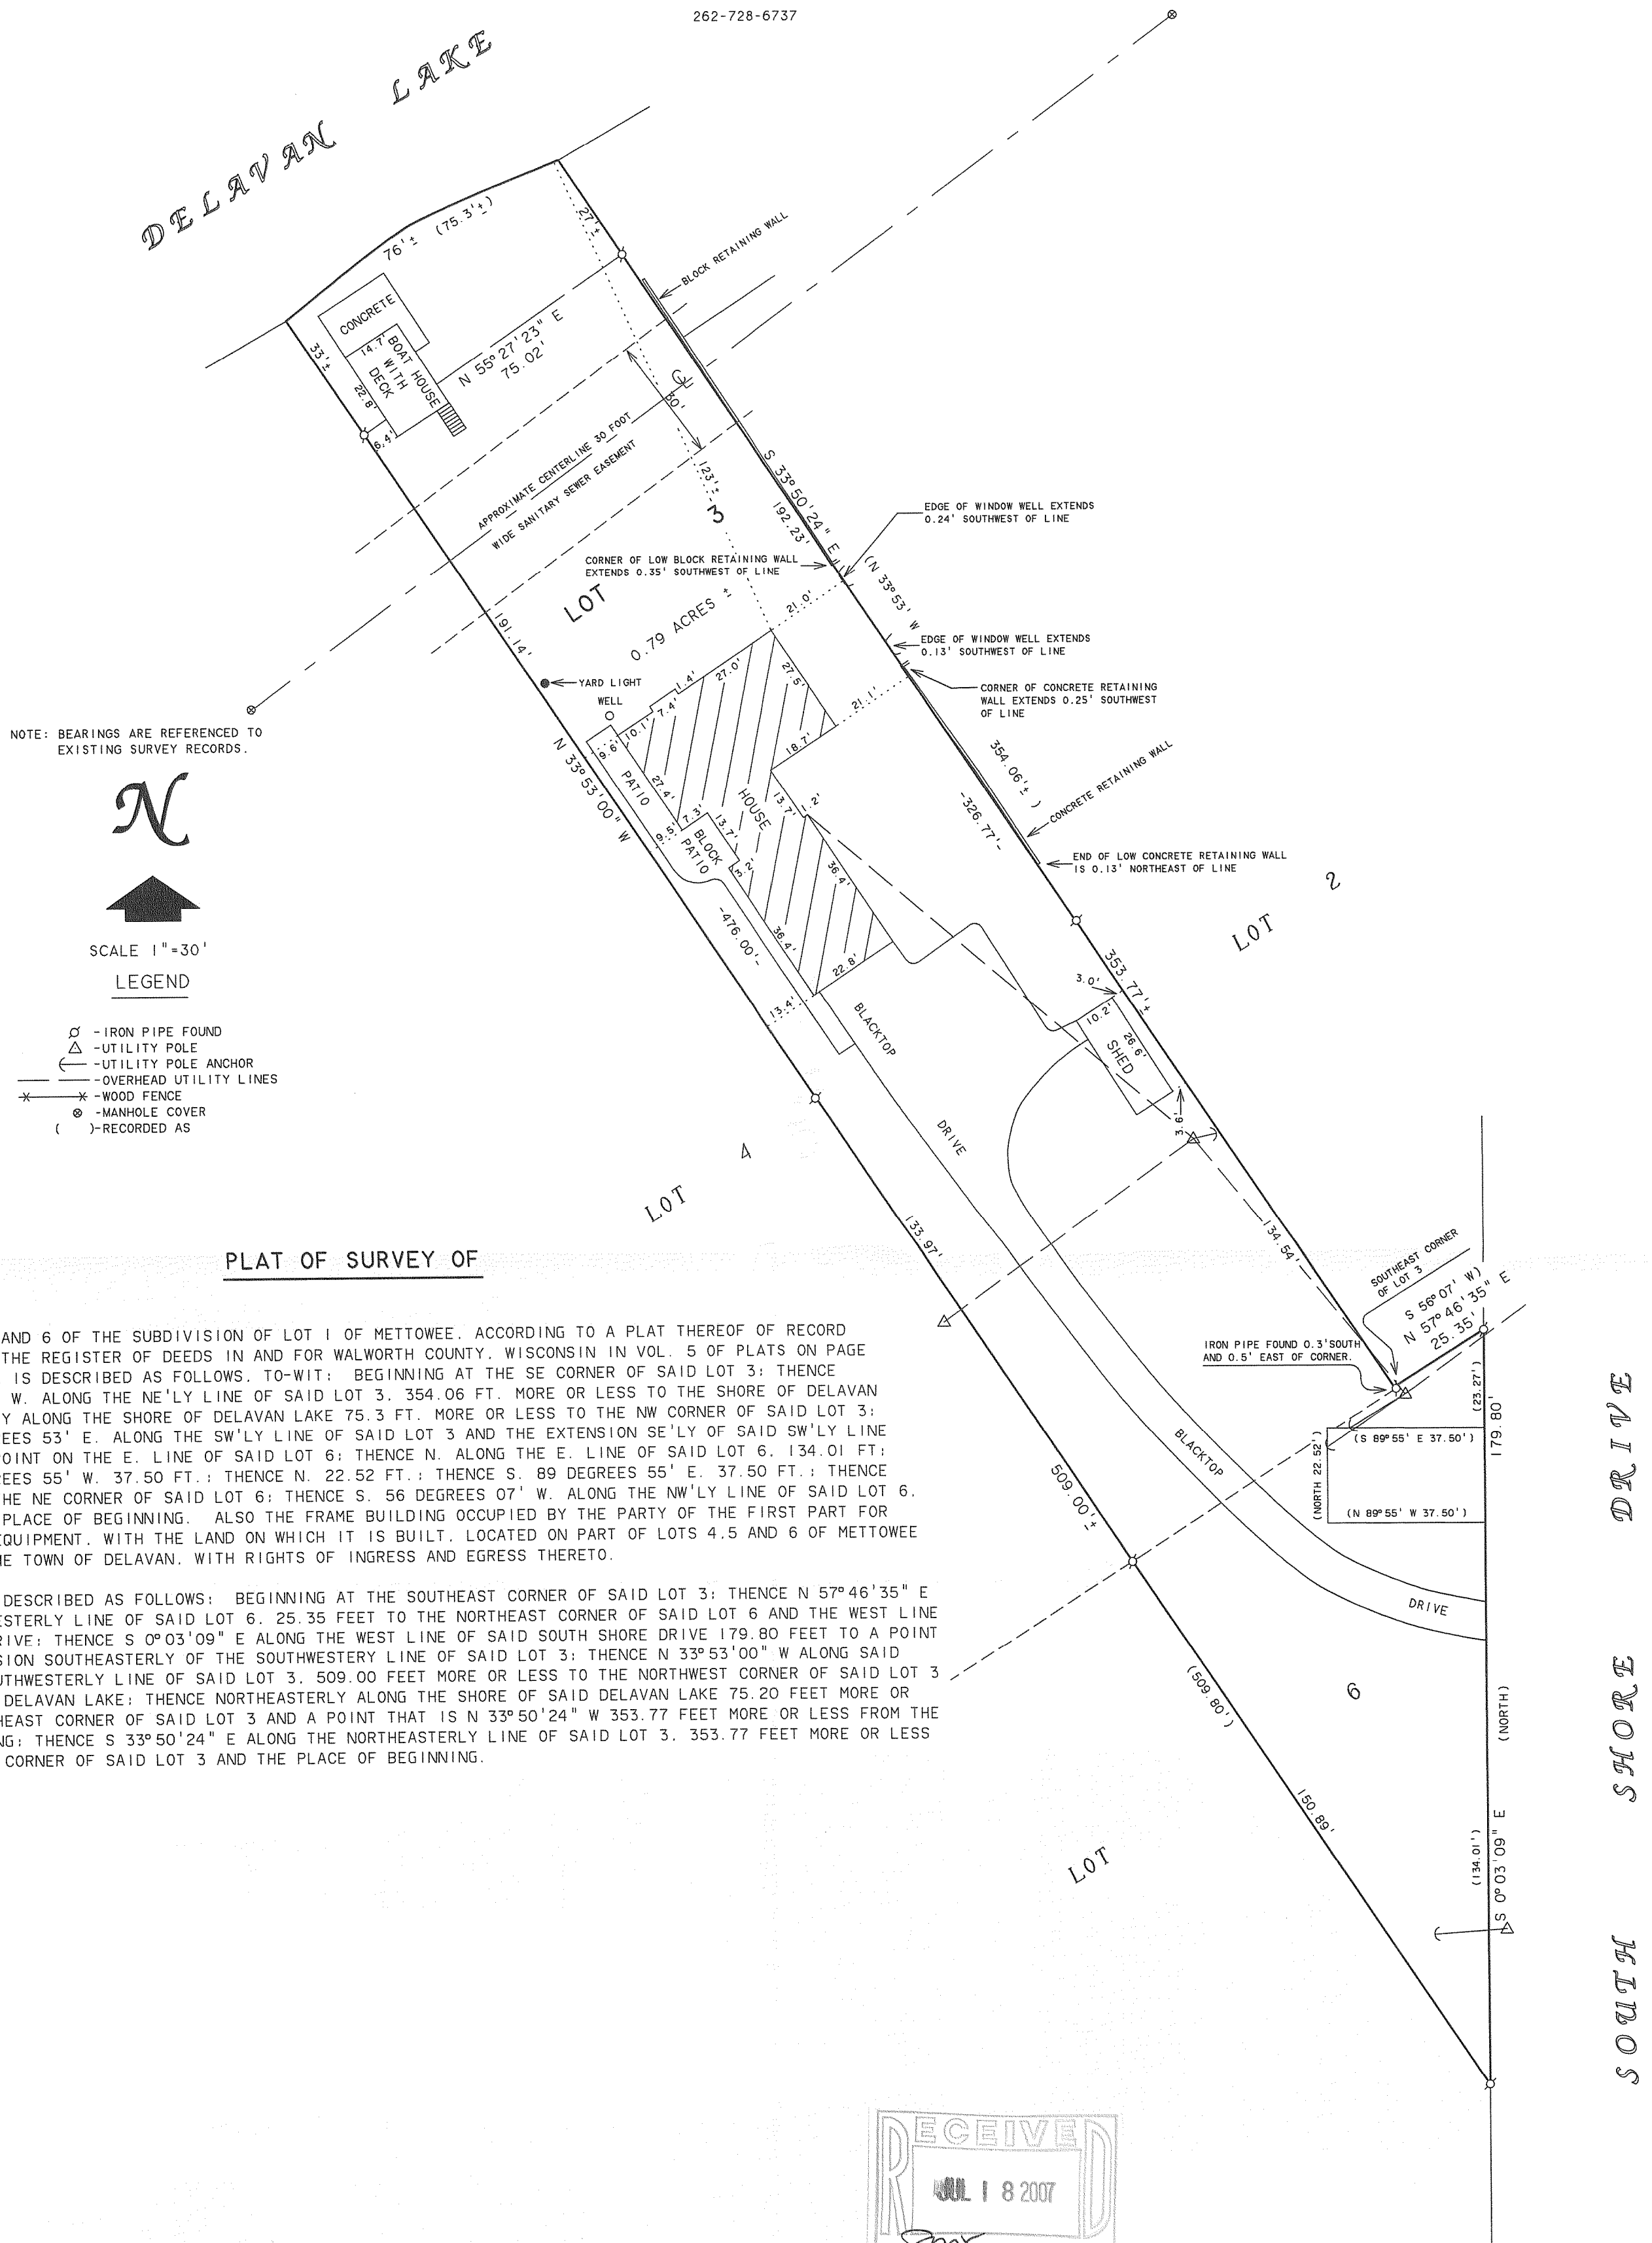 262-728-6737
DELAVAN LAKE
76'± (75.3'±)
27'±
BLOCK RETAINING WALL
CONCRETE
14.7'
BOAT HOUSE
WITH
DECK
22.8'
33'±
6.4'
N 55°27'23" E
75.02'
30'
APPROXIMATE CENTERLINE 30 FOOT
WIDE SANITARY SEWER EASEMENT
123'±
S 33°50'24" E
192.23'
EDGE OF WINDOW WELL EXTENDS
0.24' SOUTHWEST OF LINE
CORNER OF LOW BLOCK RETAINING WALL
EXTENDS 0.35' SOUTHWEST OF LINE
(N 33°53' W
354.06'± )
LOT 3
0.79 ACRES ±
21.0'
191.14'
EDGE OF WINDOW WELL EXTENDS
0.13' SOUTHWEST OF LINE
CORNER OF CONCRETE RETAINING
WALL EXTENDS 0.25' SOUTHWEST
OF LINE
YARD LIGHT
WELL
27.0'
1.4'
7.4'
10.1'
9.6'
27.5'
21.1'
18.7'
PATIO
27.4'
HOUSE
13.7'
1.2'
9.5'
7.3'
BLOCK
PATIO
13.7'
3.2'
36.4'
36.4'
22.8'
13.4'
N 33°53'00" W
-476.00'-
-326.77'-
CONCRETE RETAINING WALL
END OF LOW CONCRETE RETAINING WALL
IS 0.13' NORTHEAST OF LINE
LOT 2
NOTE: BEARINGS ARE REFERENCED TO
EXISTING SURVEY RECORDS.
N
SCALE 1"=30'
LEGEND
-IRON PIPE FOUND
-UTILITY POLE
-UTILITY POLE ANCHOR
-OVERHEAD UTILITY LINES
-WOOD FENCE
-MANHOLE COVER
( )-RECORDED AS
353.77'±
3.0'
10.2'
26.6'
SHED
3.6'
BLACKTOP
DRIVE
LOT 4
133.97'
134.54'
SOUTHEAST CORNER
OF LOT 3
S 56°07' W)
N 57°46'35" E
25.35'
IRON PIPE FOUND 0.3'SOUTH
AND 0.5' EAST OF CORNER.
(23.27')
179.80'
(S 89°55' E 37.50')
(NORTH 22.52')
(N 89°55' W 37.50')
BLACKTOP
DRIVE
509.00'±
(509.80')
6
(NORTH)
150.89'
(134.01')
S 0°03'09" E
LOT
SOUTH SHORE DRIVE
PLAT OF SURVEY OF
AND 6 OF THE SUBDIVISION OF LOT 1 OF METTOWEE, ACCORDING TO A PLAT THEREOF OF RECORD
THE REGISTER OF DEEDS IN AND FOR WALWORTH COUNTY, WISCONSIN IN VOL. 5 OF PLATS ON PAGE
IS DESCRIBED AS FOLLOWS, TO-WIT: BEGINNING AT THE SE CORNER OF SAID LOT 3; THENCE
W. ALONG THE NE'LY LINE OF SAID LOT 3, 354.06 FT. MORE OR LESS TO THE SHORE OF DELAVAN
Y ALONG THE SHORE OF DELAVAN LAKE 75.3 FT. MORE OR LESS TO THE NW CORNER OF SAID LOT 3;
EES 53' E. ALONG THE SW'LY LINE OF SAID LOT 3 AND THE EXTENSION SE'LY OF SAID SW'LY LINE
OINT ON THE E. LINE OF SAID LOT 6; THENCE N. ALONG THE E. LINE OF SAID LOT 6, 134.01 FT;
EES 55' W. 37.50 FT.; THENCE N. 22.52 FT.; THENCE S. 89 DEGREES 55' E. 37.50 FT.; THENCE
HE NE CORNER OF SAID LOT 6; THENCE S. 56 DEGREES 07' W. ALONG THE NW'LY LINE OF SAID LOT 6,
PLACE OF BEGINNING. ALSO THE FRAME BUILDING OCCUPIED BY THE PARTY OF THE FIRST PART FOR
QUIPMENT, WITH THE LAND ON WHICH IT IS BUILT, LOCATED ON PART OF LOTS 4,5 AND 6 OF METTOWEE
E TOWN OF DELAVAN, WITH RIGHTS OF INGRESS AND EGRESS THERETO.
DESCRIBED AS FOLLOWS: BEGINNING AT THE SOUTHEAST CORNER OF SAID LOT 3; THENCE N 57°46'35" E
ESTERLY LINE OF SAID LOT 6, 25.35 FEET TO THE NORTHEAST CORNER OF SAID LOT 6 AND THE WEST LINE
RIVE; THENCE S 0°03'09" E ALONG THE WEST LINE OF SAID SOUTH SHORE DRIVE 179.80 FEET TO A POINT
SION SOUTHEASTERLY OF THE SOUTHWESTERY LINE OF SAID LOT 3; THENCE N 33°53'00" W ALONG SAID
UTHWESTERLY LINE OF SAID LOT 3, 509.00 FEET MORE OR LESS TO THE NORTHWEST CORNER OF SAID LOT 3
DELAVAN LAKE; THENCE NORTHEASTERLY ALONG THE SHORE OF SAID DELAVAN LAKE 75.20 FEET MORE OR
HEAST CORNER OF SAID LOT 3 AND A POINT THAT IS N 33°50'24" W 353.77 FEET MORE OR LESS FROM THE
NG; THENCE S 33°50'24" E ALONG THE NORTHEASTERLY LINE OF SAID LOT 3, 353.77 FEET MORE OR LESS
CORNER OF SAID LOT 3 AND THE PLACE OF BEGINNING.
RECEIVED
JUL 18 2007